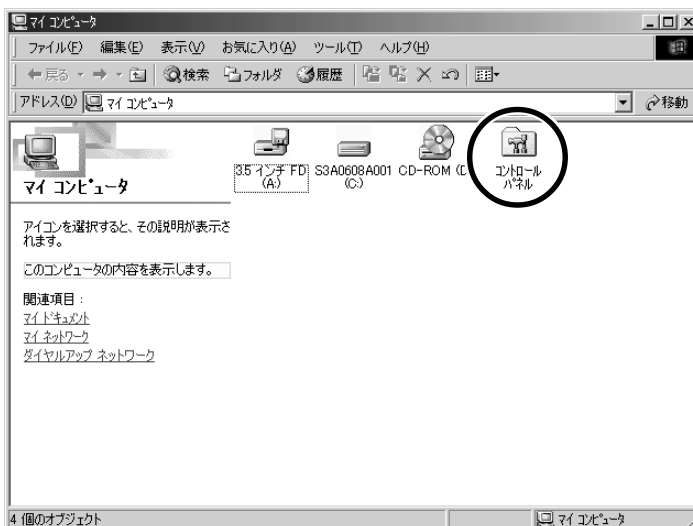 マイ コンピュータ
ファイル(F) 編集(E) 表示(V) お気に入り(A) ツール(T) ヘルプ(H)
戻る 検索 フォルダ 履歴
アドレス(D) マイ コンピュータ 移動
マイ コンピュータ
アイコンを選択すると、その説明が表示さ
れます。
このコンピュータの内容を表示します。
関連項目:
マイ ドキュメント
マイ ネットワーク
ダイヤルアップ ネットワーク
3.5 インチ FD
(A:)
S3A0608A001
(C:)
CD-ROM (D
コントロール
パネル
4 個のオブジェクト
マイ コンピュータ